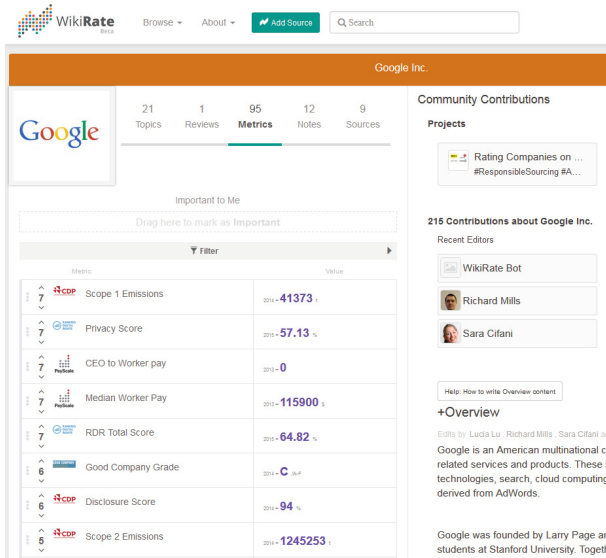 WikiRate
Beta
Browse
About
Add Source
Search
Google Inc.
Google
21
Topics
1
Reviews
95
Metrics
12
Notes
9
Sources
Important to Me
Drag here to mark as Important
Filter
Metric
Value
7
CDP
Scope 1 Emissions
2014 = 41373 t
7
Privacy Score
2015 = 57.13 %
7
PayScale
CEO to Worker pay
2012 = 0
7
PayScale
Median Worker Pay
2012 = 115900 $
7
RDR Total Score
2015 = 64.82 %
6
Good Company Grade
2014 = C
6
CDP
Disclosure Score
2014 = 94 %
5
CDP
Scope 2 Emissions
2014 = 1245253 t
Community Contributions
Projects
Rating Companies on ...
#ResponsibleSourcing #A...
215 Contributions about Google Inc.
Recent Editors
WikiRate Bot
Richard Mills
Sara Cifani
Help: How to write Overview content
+Overview
Edits by Lucia Lu , Richard Mills , Sara Cifani a
Google is an American multinational c
related services and products. These
technologies, search, cloud computing
derived from AdWords.
Google was founded by Larry Page an
students at Stanford University. Togeth